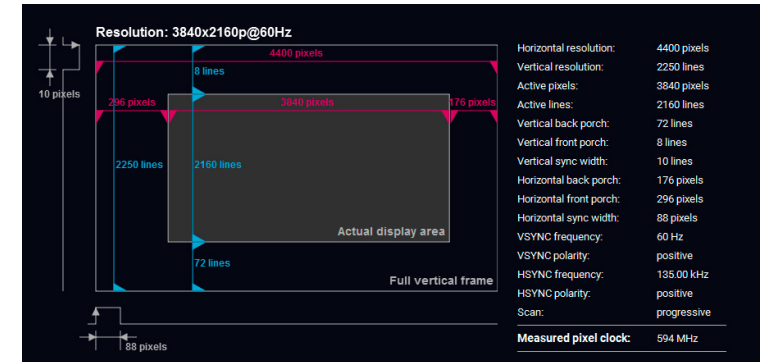 Resolution: 3840x2160p@60Hz
4400 pixels
8 lines
10 pixels
296 pixels
3840 pixels
176 pixels
2250 lines
2160 lines
Actual display area
72 lines
Full vertical frame
88 pixels
Horizontal resolution: 4400 pixels
Vertical resolution: 2250 lines
Active pixels: 3840 pixels
Active lines: 2160 lines
Vertical back porch: 72 lines
Vertical front porch: 8 lines
Vertical sync width: 10 lines
Horizontal back porch: 176 pixels
Horizontal front porch: 296 pixels
Horizontal sync width: 88 pixels
VSYNC frequency: 60 Hz
VSYNC polarity: positive
HSYNC frequency: 135.00 kHz
HSYNC polarity: positive
Scan: progressive
Measured pixel clock: 594 MHz